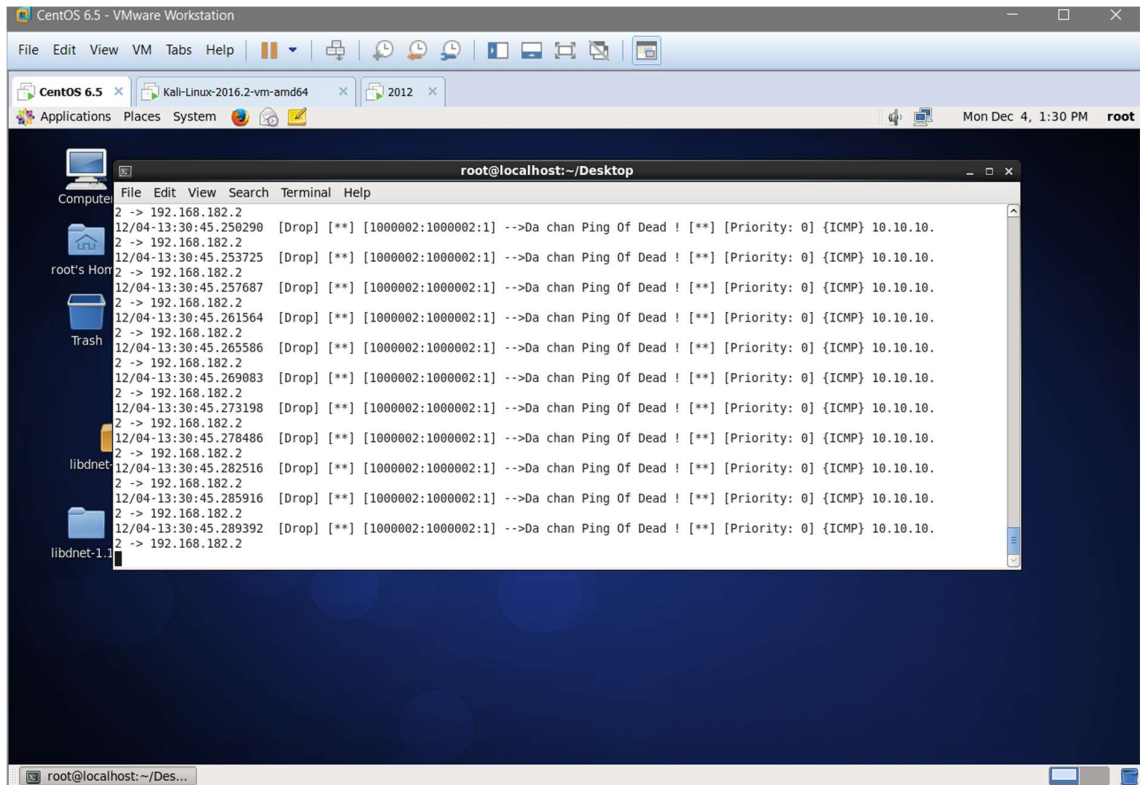 CentOS 6.5 - VMware Workstation
File Edit View VM Tabs Help
CentOS 6.5 Kali-Linux-2016.2-vm-amd64 2012
Applications Places System Mon Dec 4, 1:30 PM root
root@localhost:~/Desktop
File Edit View Search Terminal Help
Computer
root's Hom
Trash
libdnet-
libdnet-1.1
2 -> 192.168.182.2
12/04-13:30:45.250290 [Drop] [**] [1000002:1000002:1] -->Da chan Ping Of Dead ! [**] [Priority: 0] {ICMP} 10.10.10.
2 -> 192.168.182.2
12/04-13:30:45.253725 [Drop] [**] [1000002:1000002:1] -->Da chan Ping Of Dead ! [**] [Priority: 0] {ICMP} 10.10.10.
2 -> 192.168.182.2
12/04-13:30:45.257687 [Drop] [**] [1000002:1000002:1] -->Da chan Ping Of Dead ! [**] [Priority: 0] {ICMP} 10.10.10.
2 -> 192.168.182.2
12/04-13:30:45.261564 [Drop] [**] [1000002:1000002:1] -->Da chan Ping Of Dead ! [**] [Priority: 0] {ICMP} 10.10.10.
2 -> 192.168.182.2
12/04-13:30:45.265586 [Drop] [**] [1000002:1000002:1] -->Da chan Ping Of Dead ! [**] [Priority: 0] {ICMP} 10.10.10.
2 -> 192.168.182.2
12/04-13:30:45.269083 [Drop] [**] [1000002:1000002:1] -->Da chan Ping Of Dead ! [**] [Priority: 0] {ICMP} 10.10.10.
2 -> 192.168.182.2
12/04-13:30:45.273198 [Drop] [**] [1000002:1000002:1] -->Da chan Ping Of Dead ! [**] [Priority: 0] {ICMP} 10.10.10.
2 -> 192.168.182.2
12/04-13:30:45.278486 [Drop] [**] [1000002:1000002:1] -->Da chan Ping Of Dead ! [**] [Priority: 0] {ICMP} 10.10.10.
2 -> 192.168.182.2
12/04-13:30:45.282516 [Drop] [**] [1000002:1000002:1] -->Da chan Ping Of Dead ! [**] [Priority: 0] {ICMP} 10.10.10.
2 -> 192.168.182.2
12/04-13:30:45.285916 [Drop] [**] [1000002:1000002:1] -->Da chan Ping Of Dead ! [**] [Priority: 0] {ICMP} 10.10.10.
2 -> 192.168.182.2
12/04-13:30:45.289392 [Drop] [**] [1000002:1000002:1] -->Da chan Ping Of Dead ! [**] [Priority: 0] {ICMP} 10.10.10.
2 -> 192.168.182.2
root@localhost:~/Des...